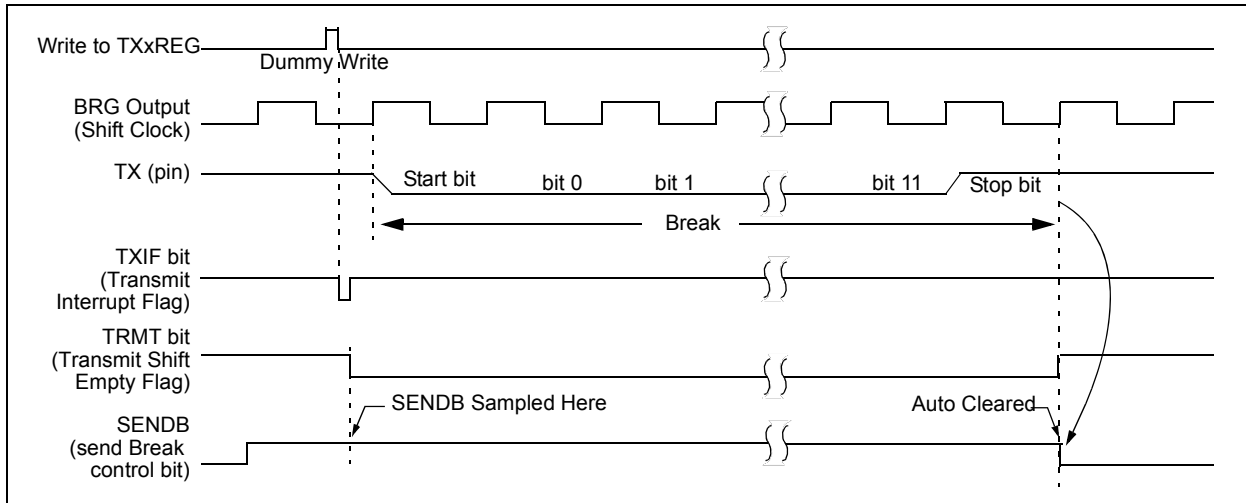 Write to TXxREG
Dummy Write
BRG Output
(Shift Clock)
TX (pin)
Start bit
bit 0
bit 1
bit 11
Stop bit
Break
TXIF bit
(Transmit
Interrupt Flag)
TRMT bit
(Transmit Shift
Empty Flag)
SENDB Sampled Here
Auto Cleared
SENDB
(send Break
control bit)